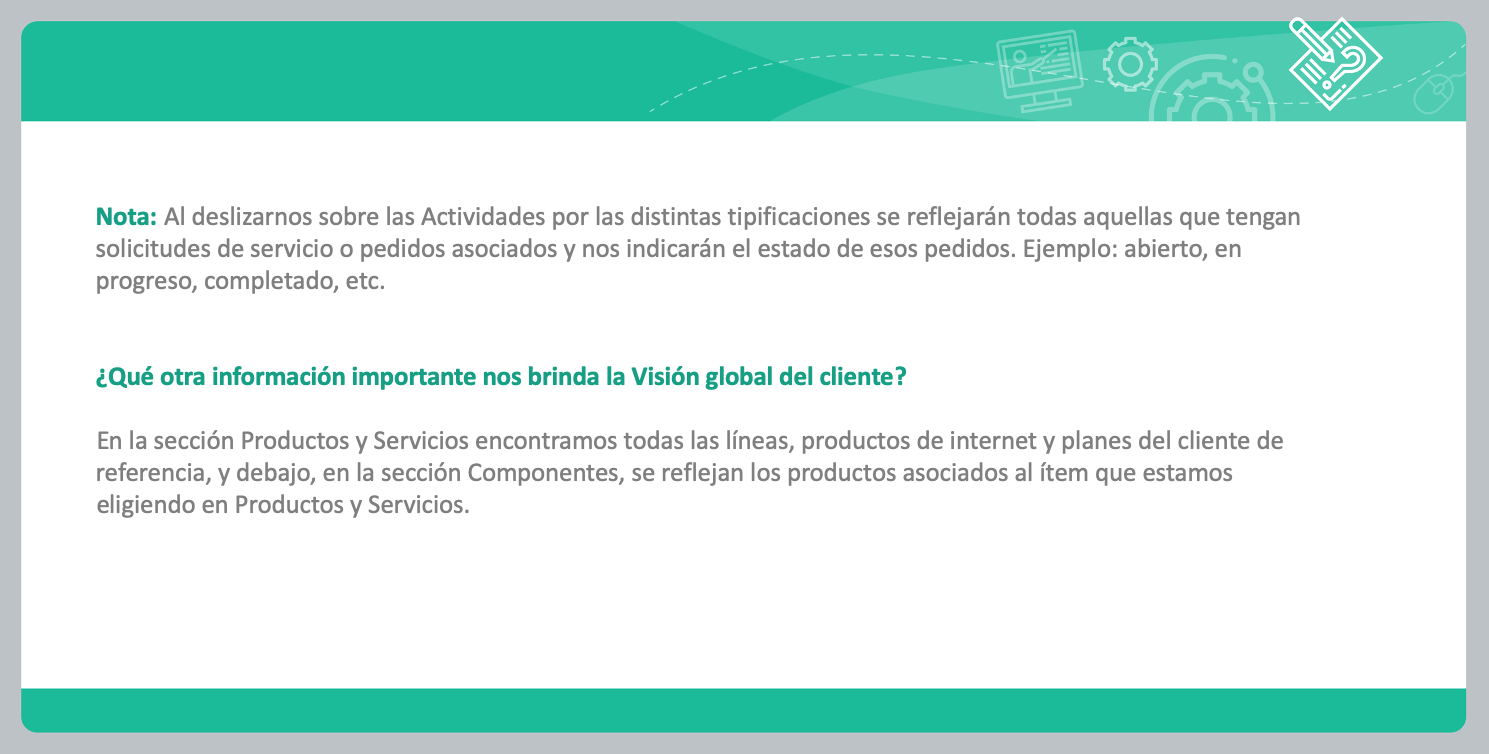 Nota: Al deslizarnos sobre las Actividades por las distintas tipificaciones se reflejarán todas aquellas que tengan
solicitudes de servicio o pedidos asociados y nos indicarán el estado de esos pedidos. Ejemplo: abierto, en
progreso, completado, etc.
¿Qué otra información importante nos brinda la Visión global del cliente?
En la sección Productos y Servicios encontramos todas las líneas, productos de internet y planes del cliente de
referencia, y debajo, en la sección Componentes, se reflejan los productos asociados al ítem que estamos
eligiendo en Productos y Servicios.